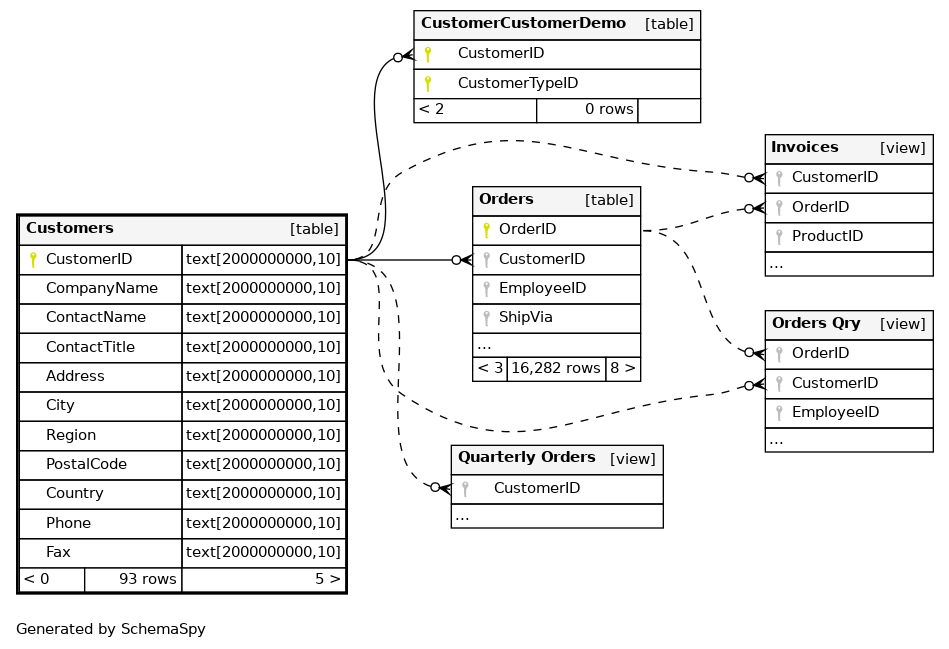 CustomerCustomerDemo [table]
CustomerID
CustomerTypeID
< 2 0 rows
Invoices [view]
CustomerID
OrderID
ProductID
...
Orders [table]
OrderID
CustomerID
EmployeeID
ShipVia
...
< 3 16,282 rows 8 >
Customers [table]
CustomerID text[2000000000,10]
CompanyName text[2000000000,10]
ContactName text[2000000000,10]
ContactTitle text[2000000000,10]
Address text[2000000000,10]
City text[2000000000,10]
Region text[2000000000,10]
PostalCode text[2000000000,10]
Country text[2000000000,10]
Phone text[2000000000,10]
Fax text[2000000000,10]
< 0 93 rows 5 >
Orders Qry [view]
OrderID
CustomerID
EmployeeID
...
Quarterly Orders [view]
CustomerID
...
Generated by SchemaSpy